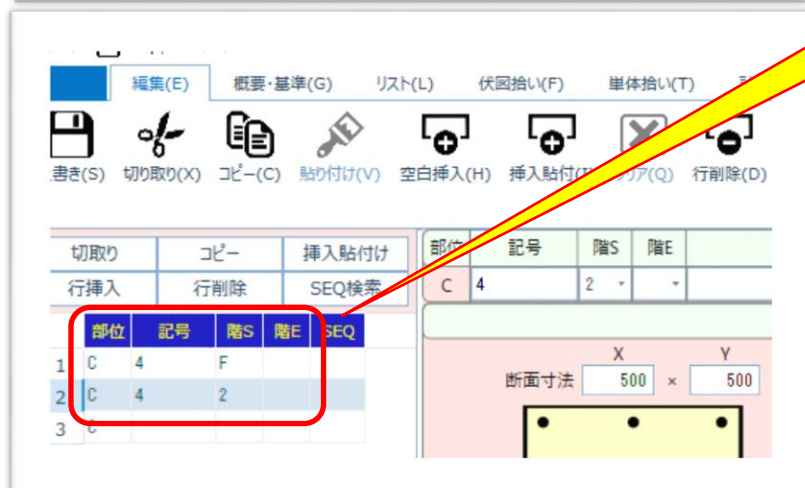 編集(E) 概要・基準(G) リスト(L) 伏図拾い(F) 単体拾い(T)
書き(S) 切り取り(X) コピー(C) 貼り付け(V) 空白挿入(H) 挿入貼付 ア(Q) 行削除(D)
切取り コピー 挿入貼付け
行挿入 行削除 SEQ検索
部位 記号 階S 階E
C 4 2
部位 記号 階S 階E SEQ
1 C 4 F
2 C 4 2
3 C
X Y
断面寸法 500 × 500